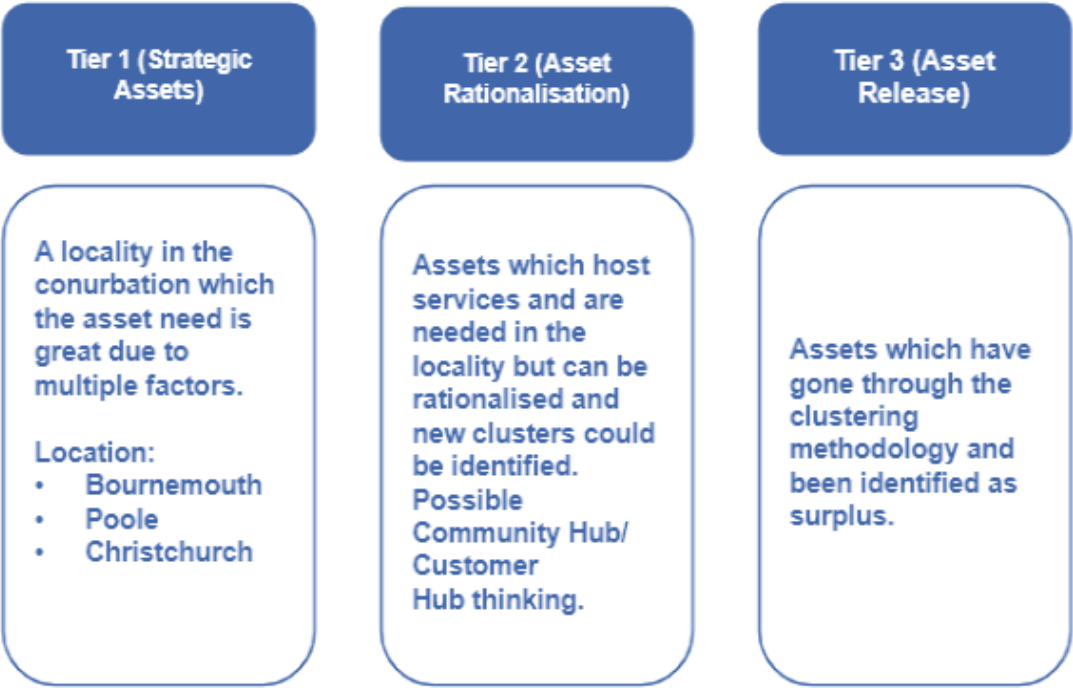 Tier 1 (Strategic
Assets)
A locality in the
conurbation which
the asset need is
great due to
multiple factors.
Location:
• Bournemouth
• Poole
• Christchurch
Tier 2 (Asset
Rationalisation)
Assets which host
services and are
needed in the
locality but can be
rationalised and
new clusters could
be identified.
Possible
Community Hub/
Customer
Hub thinking.
Tier 3 (Asset
Release)
Assets which have
gone through the
clustering
methodology and
been identified as
surplus.